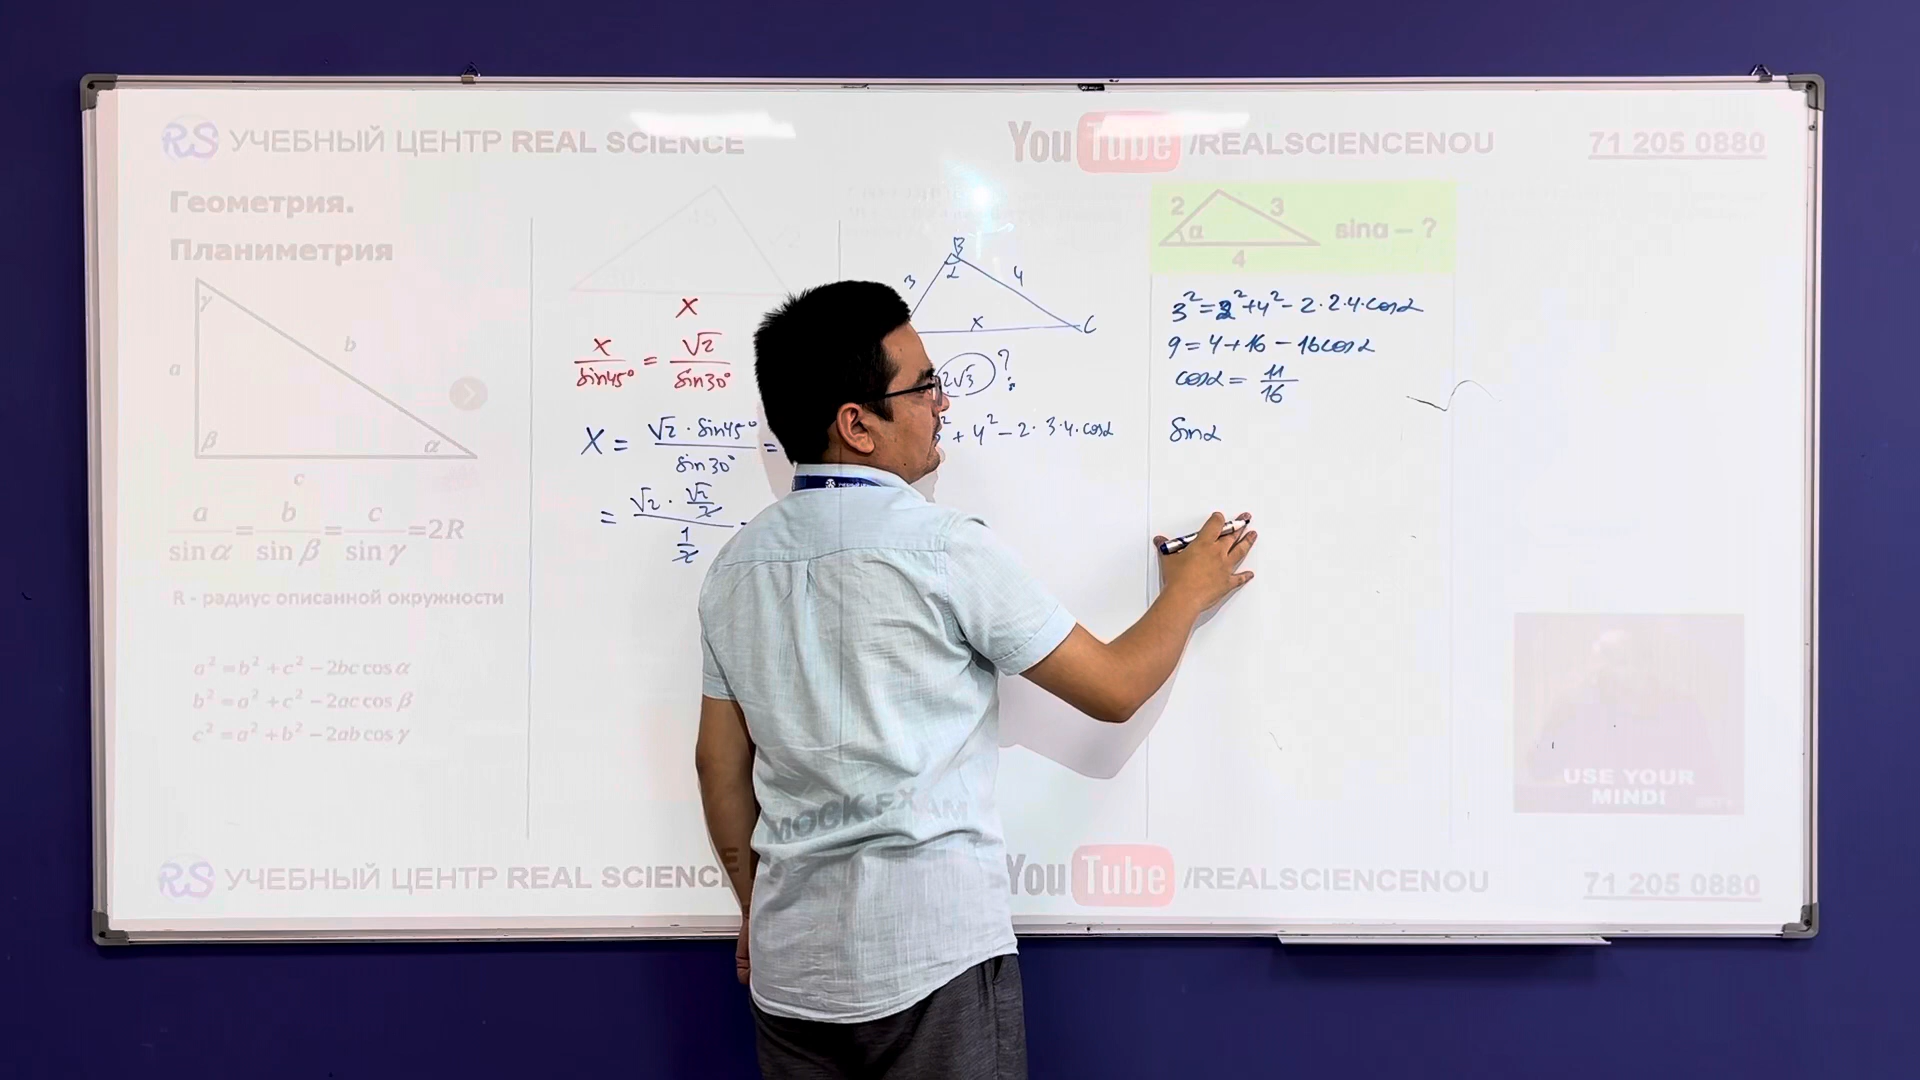 RS УЧЕБНЫЙ ЦЕНТР REAL SCIENCE
YouTube /REALSCIENCENOU
71 205 0880
Геометрия.
Планиметрия
γ
a
b
β
α
c
a/sin α = b/sin β = c/sin γ = 2R
R - радиус описанной окружности
a² = b² + c² − 2bc cos α
b² = a² + c² − 2ac cos β
c² = a² + b² − 2ab cos γ
x
x/sin45° = √2/sin30°
x = √2 · sin45°/sin30° =
= √2 · √2/2 / 1/2
B
3
α
4
x
C
2√3 ?
² + 4² − 2 · 3·4·cosα
2
3
α
4
sinα – ?
3² = 2² + 4² − 2·2·4·cosα
9 = 4 + 16 − 16cosα
cosα = 11/16
sinα
USE YOUR
MIND!
MOCK EXAM
RS УЧЕБНЫЙ ЦЕНТР REAL SCIENCE
YouTube /REALSCIENCENOU
71 205 0880